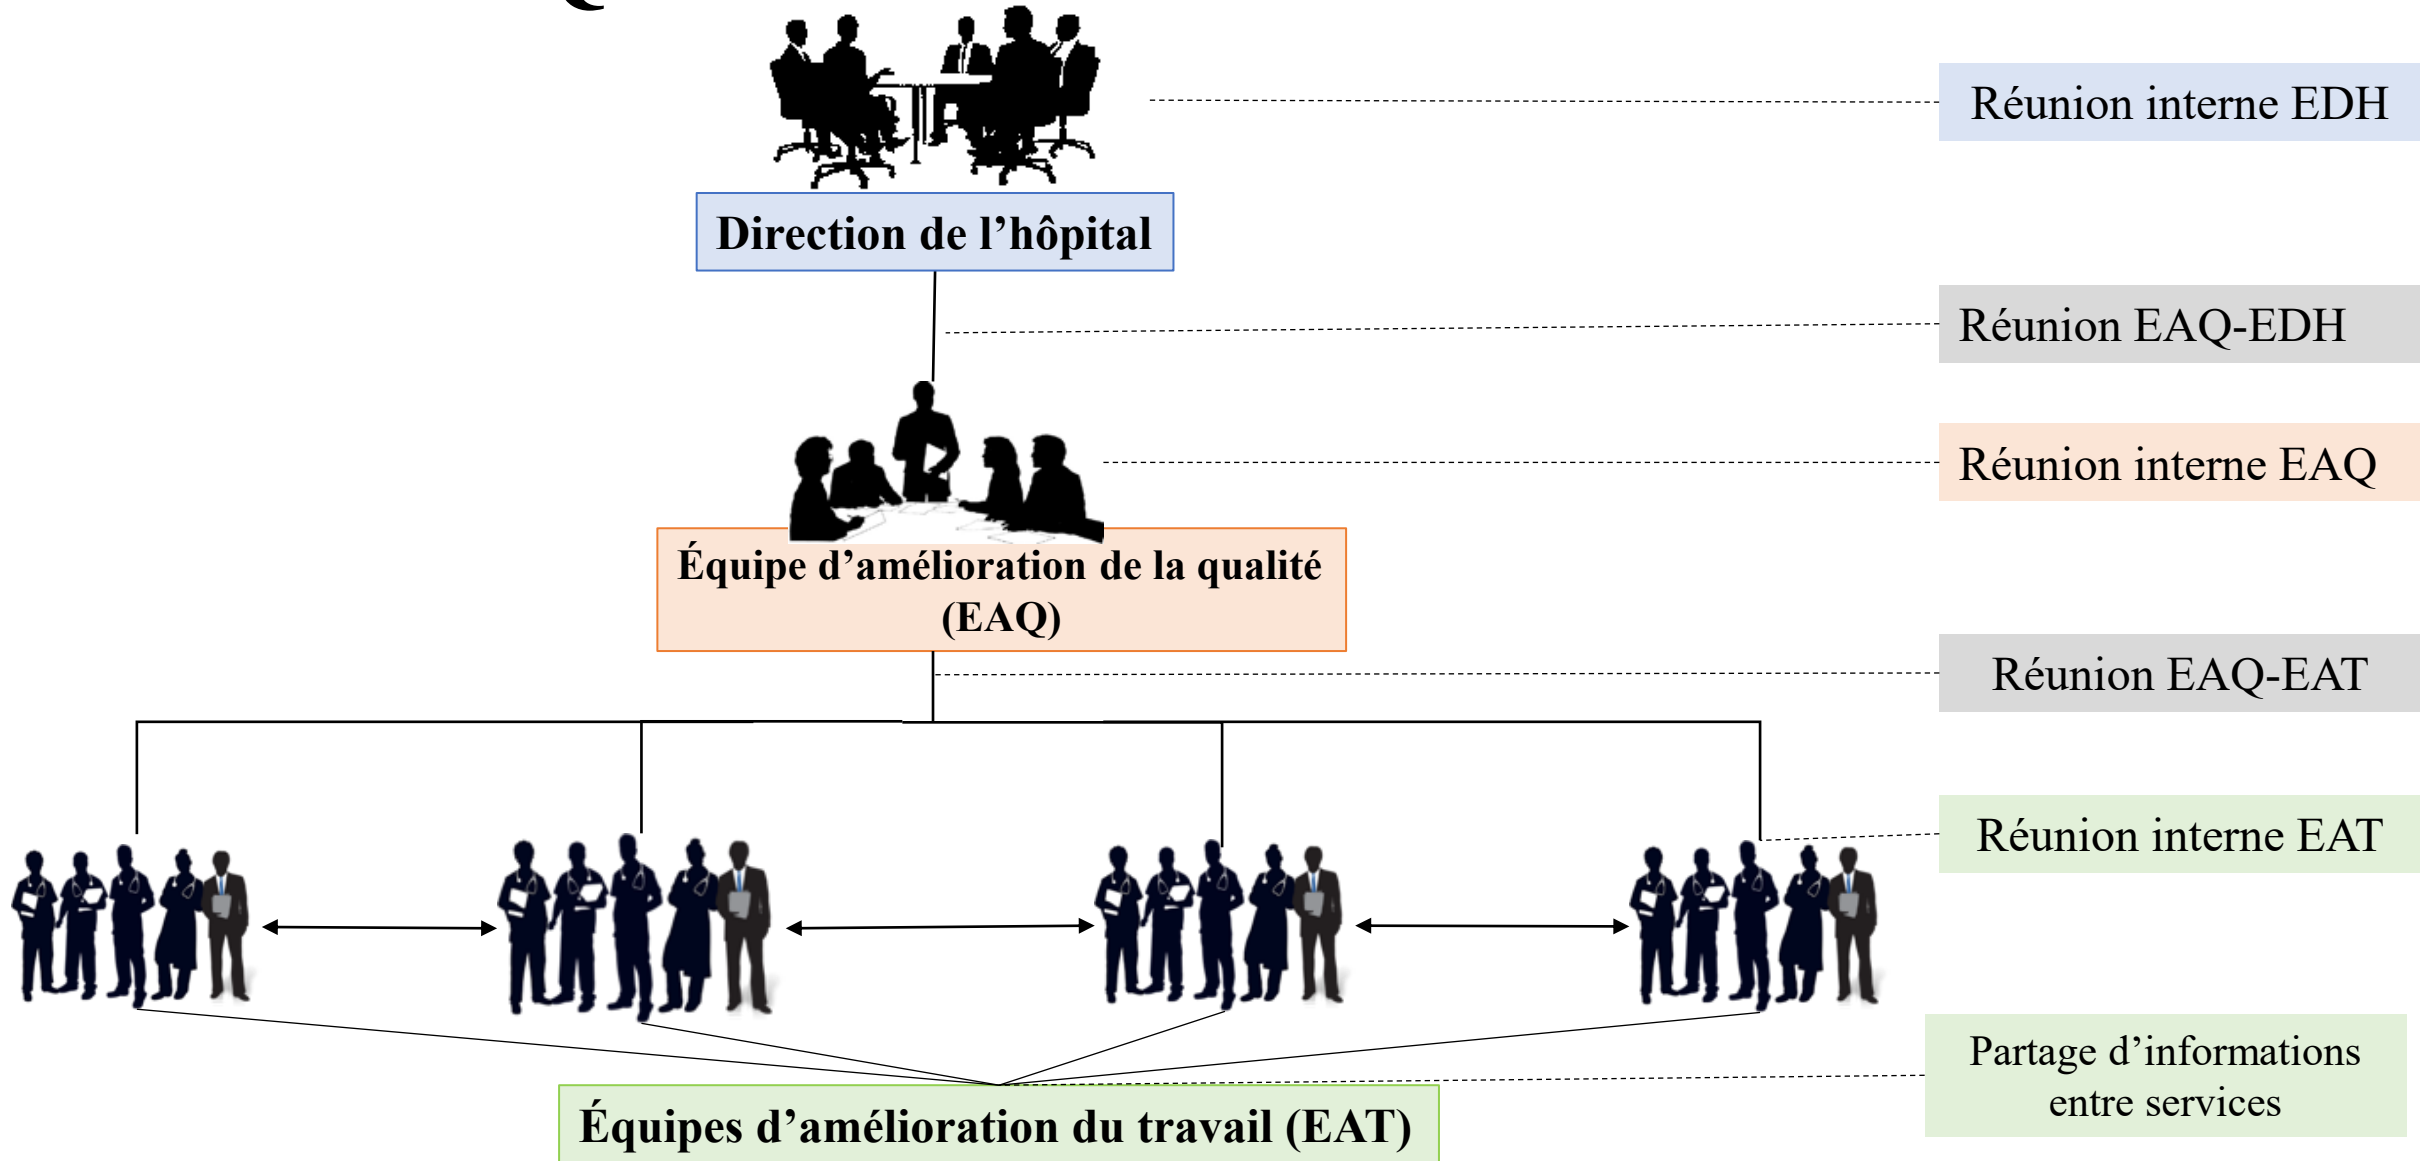 Réunion interne EDH
Direction de l’hôpital
Réunion EAQ-EDH
Réunion interne EAQ
Équipe d’amélioration de la qualité
(EAQ)
Réunion EAQ-EAT
Réunion interne EAT
Partage d’informations
entre services
Équipes d’amélioration du travail (EAT)